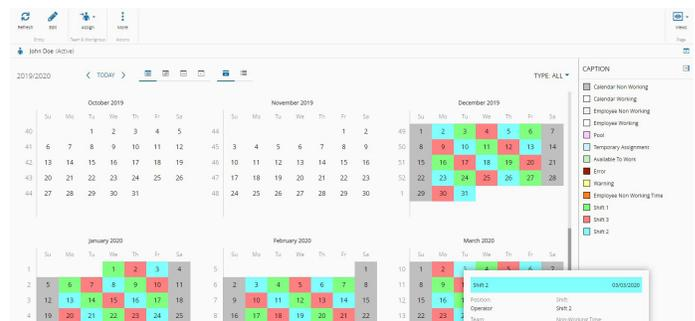 Refresh Edit Assign More Views
Entity Team & Workgroup Actions Page
John Doe (Active)
2019/2020 TODAY TYPE: ALL
CAPTION
Calendar Non Working
Calendar Working
Employee Non Working
Employee Working
Pool
Temporary Assignment
Available To Work
Error
Warning
Employee Non Working Time
Shift 1
Shift 3
Shift 2
October 2019 November 2019 December 2019
Su Mo Tu We Th Fr Sa Su Mo Tu We Th Fr Sa Su Mo Tu We Th Fr Sa
40 1 2 3 4 5 44 1 2 49 1 2 3 4 5 6 7
41 6 7 8 9 10 11 12 45 3 4 5 6 7 8 9 50 8 9 10 11 12 13 14
42 13 14 15 16 17 18 19 46 10 11 12 13 14 15 16 51 15 16 17 18 19 20 21
43 20 21 22 23 24 25 26 47 17 18 19 20 21 22 23 52 22 23 24 25 26 27 28
44 27 28 29 30 31 48 24 25 26 27 28 29 30 1 29 30 31
January 2020 February 2020 March 2020
Su Mo Tu We Th Fr Sa Su Mo Tu We Th Fr Sa Su Mo Tu We Th Fr Sa
1 1 2 3 4 5 1 10 1 2 3 4 5 6 7
2 5 6 7 8 9 10 11 6 2 3 4 5 6 7 8 11 8 9
3 12 13 14 15 16 17 18 7 9 10 11 12 13 14 15 12 15 16
4 19 20 21 22 23 24 25 8 16 17 18 19 20 21 22 13 22 23
Shift 2 03/03/2020
Position Shift
Operator Shift 2
Team Non-Working Time